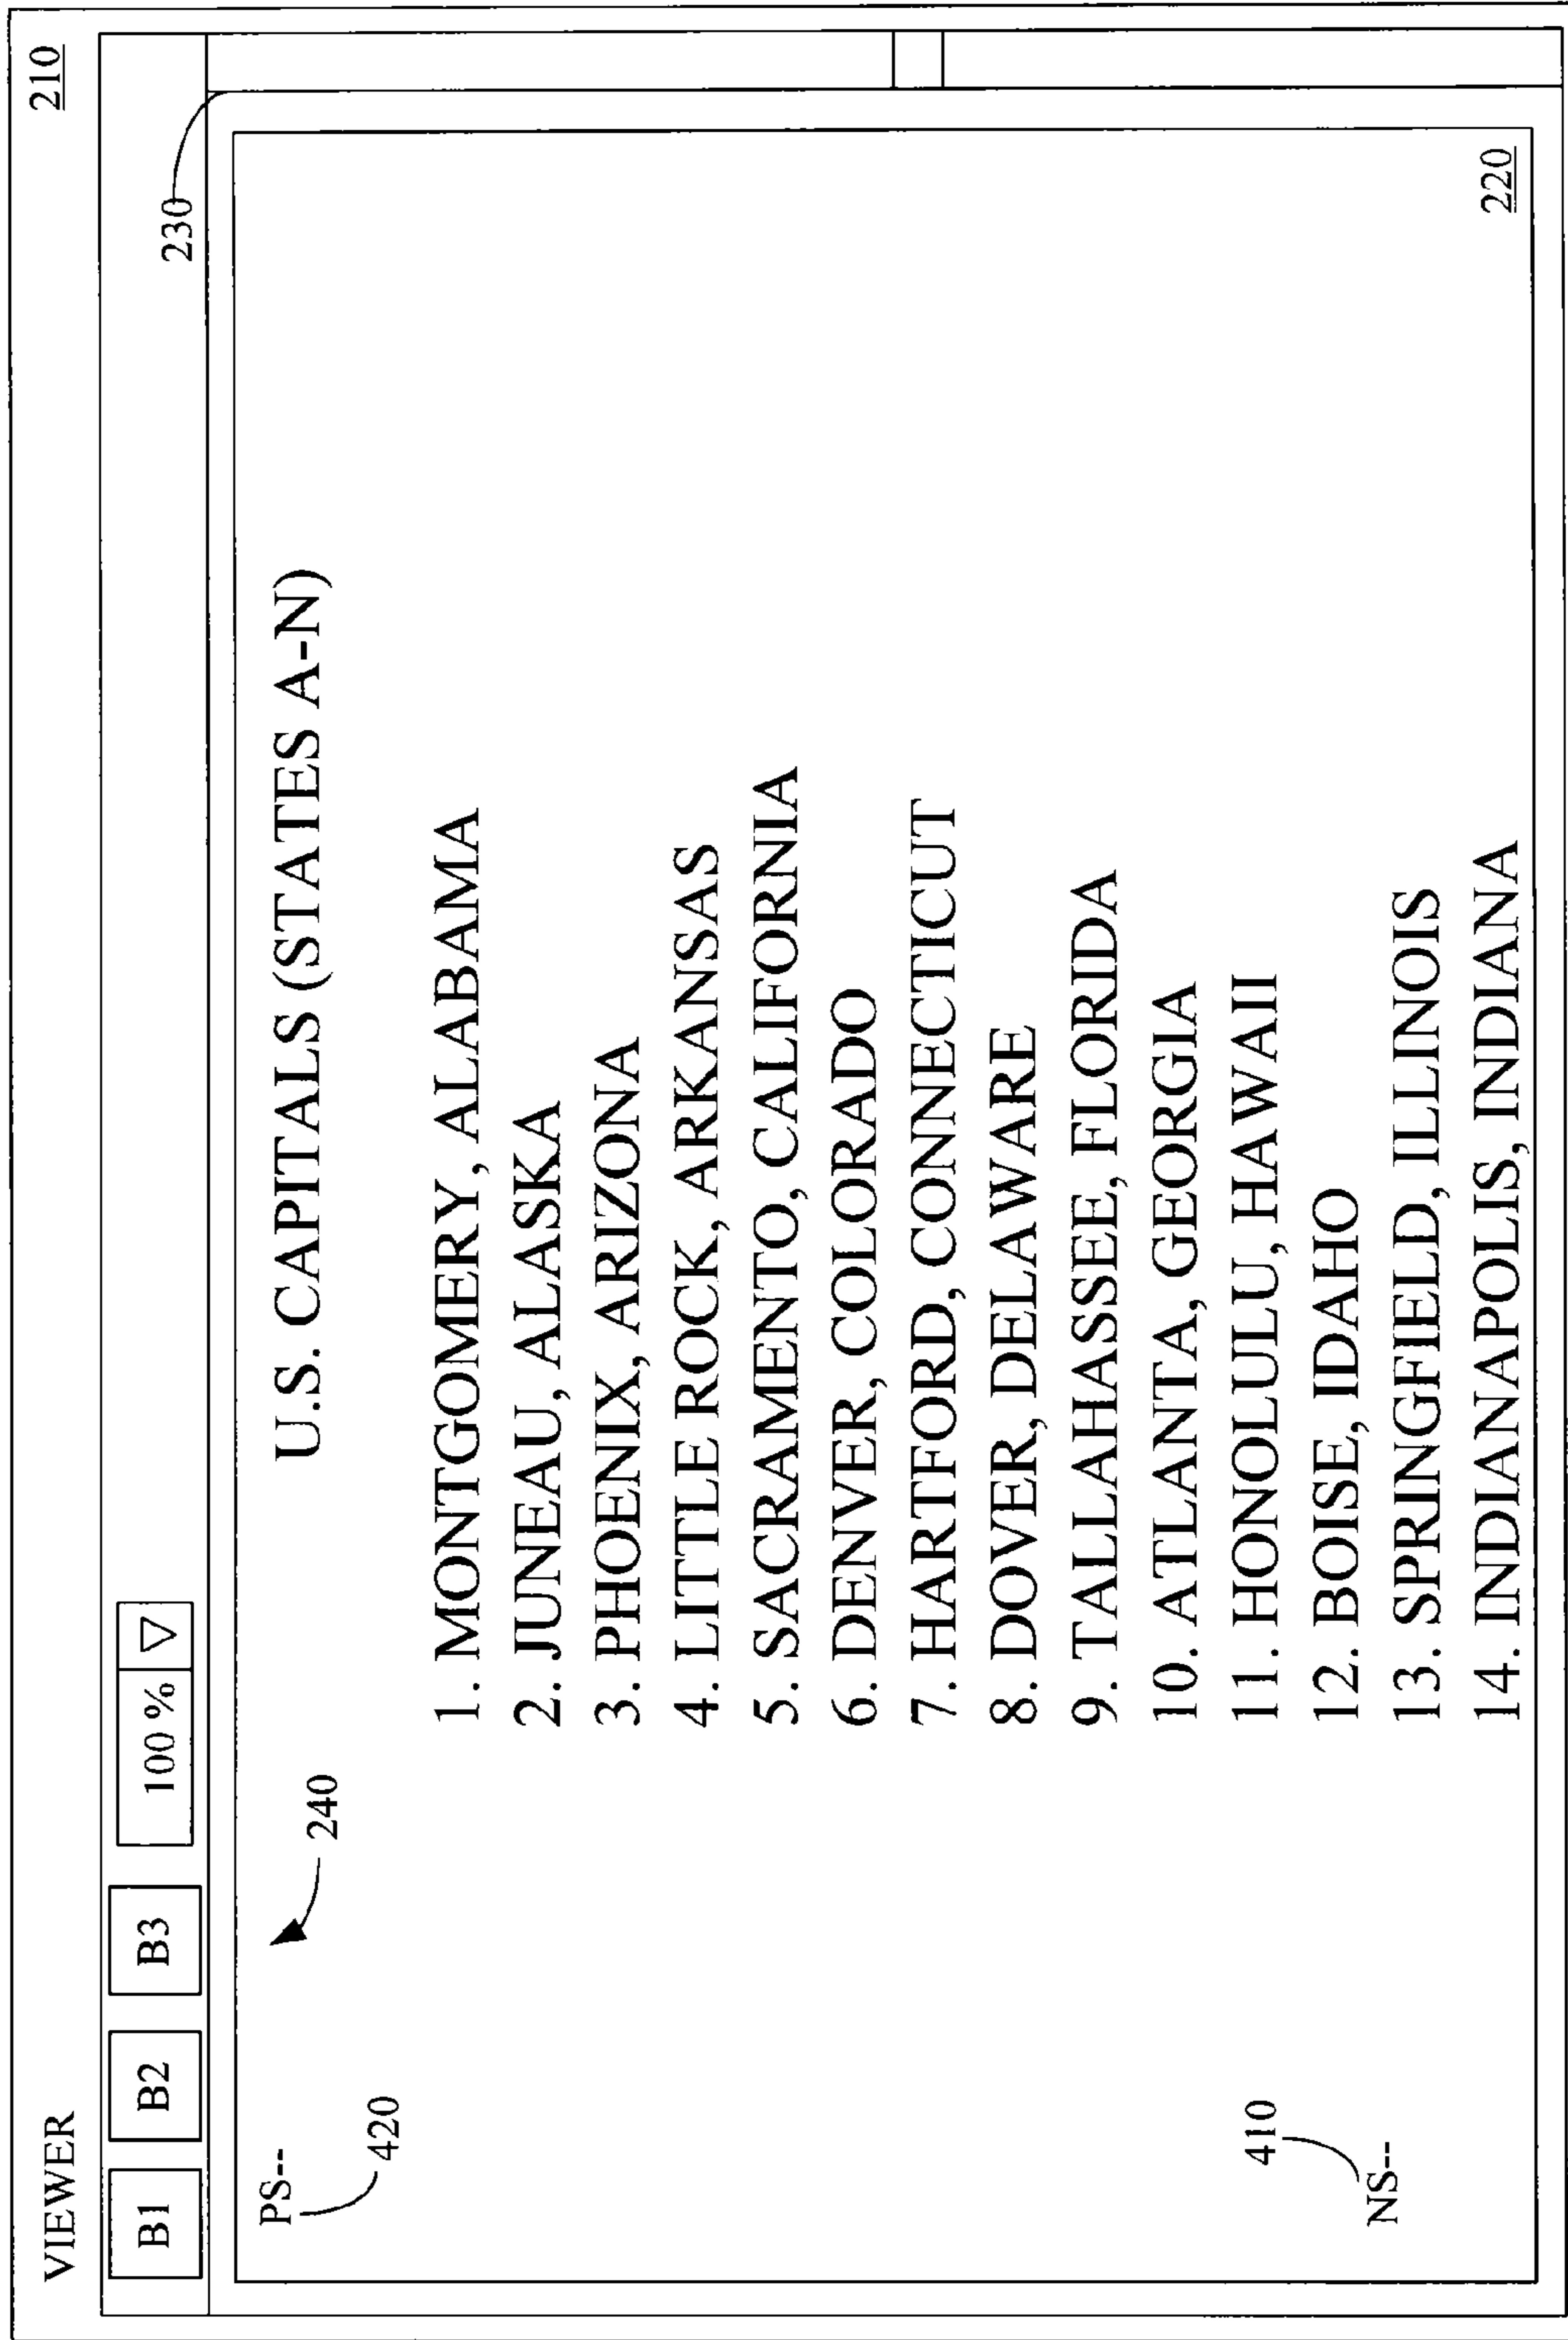 VIEWER
210
B1 B2 B3 100 % ▽
230
PS--
420
240
U.S. CAPITALS (STATES A-N)
1. MONTGOMERY, ALABAMA
2. JUNEAU, ALASKA
3. PHOENIX, ARIZONA
4. LITTLE ROCK, ARKANSAS
5. SACRAMENTO, CALIFORNIA
6. DENVER, COLORADO
7. HARTFORD, CONNECTICUT
8. DOVER, DELAWARE
9. TALLAHASSEE, FLORIDA
10. ATLANTA, GEORGIA
11. HONOLULU, HAWAII
12. BOISE, IDAHO
13. SPRINGFIELD, ILLINOIS
14. INDIANAPOLIS, INDIANA
410
NS--
220